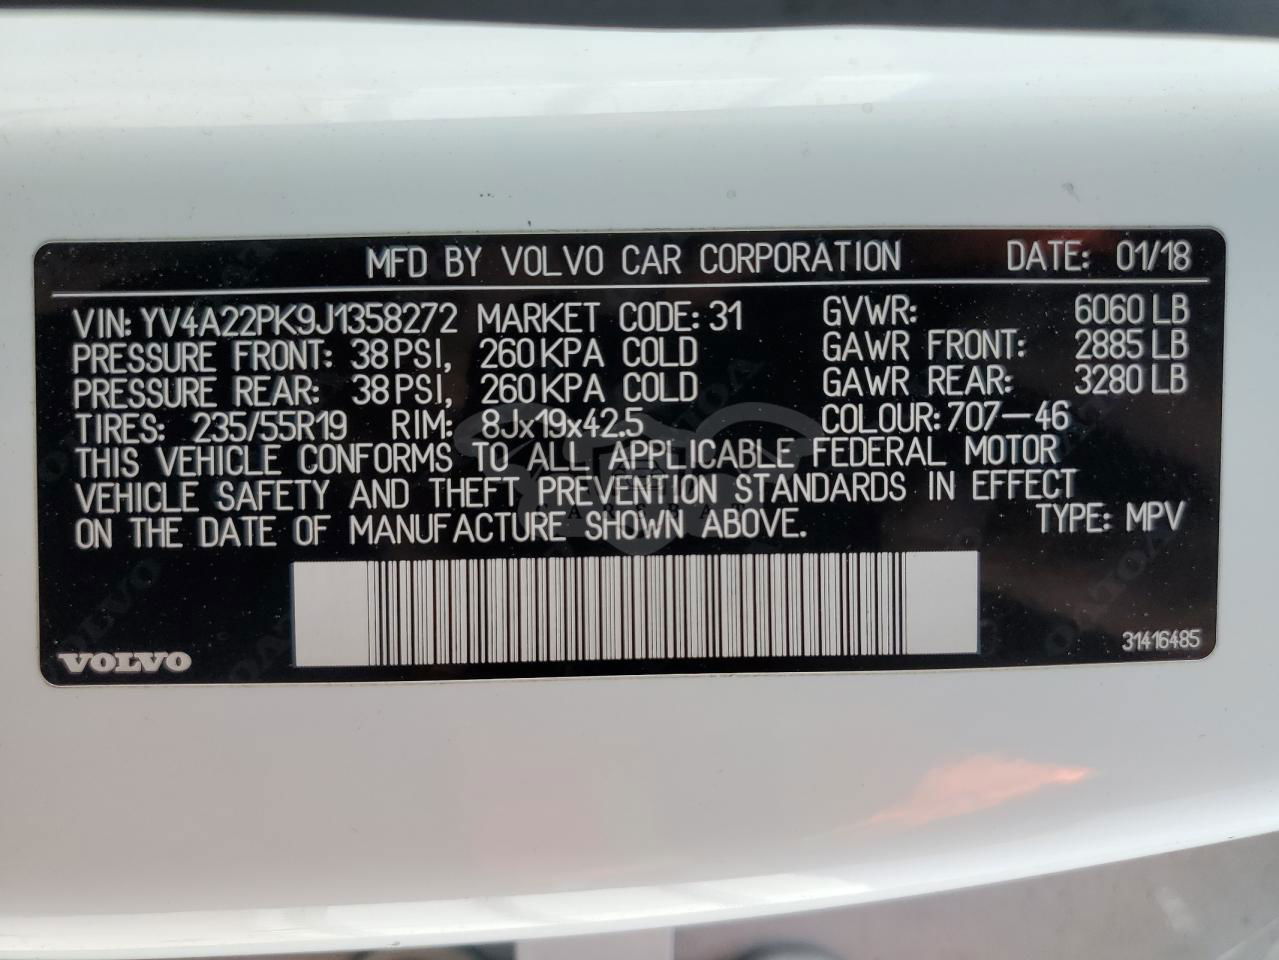 MFD BY VOLVO CAR CORPORATION DATE: 01/18
VIN: YV4A22PK9J1358272 MARKET CODE: 31 GVWR: 6060 LB
PRESSURE FRONT: 38 PSI, 260 KPA COLD GAWR FRONT: 2885 LB
PRESSURE REAR: 38 PSI, 260 KPA COLD GAWR REAR: 3280 LB
TIRES: 235/55R19 RIM: 8Jx19x42.5 COLOUR: 707-46
THIS VEHICLE CONFORMS TO ALL APPLICABLE FEDERAL MOTOR
VEHICLE SAFETY AND THEFT PREVENTION STANDARDS IN EFFECT
ON THE DATE OF MANUFACTURE SHOWN ABOVE. TYPE: MPV
VOLVO 31416485